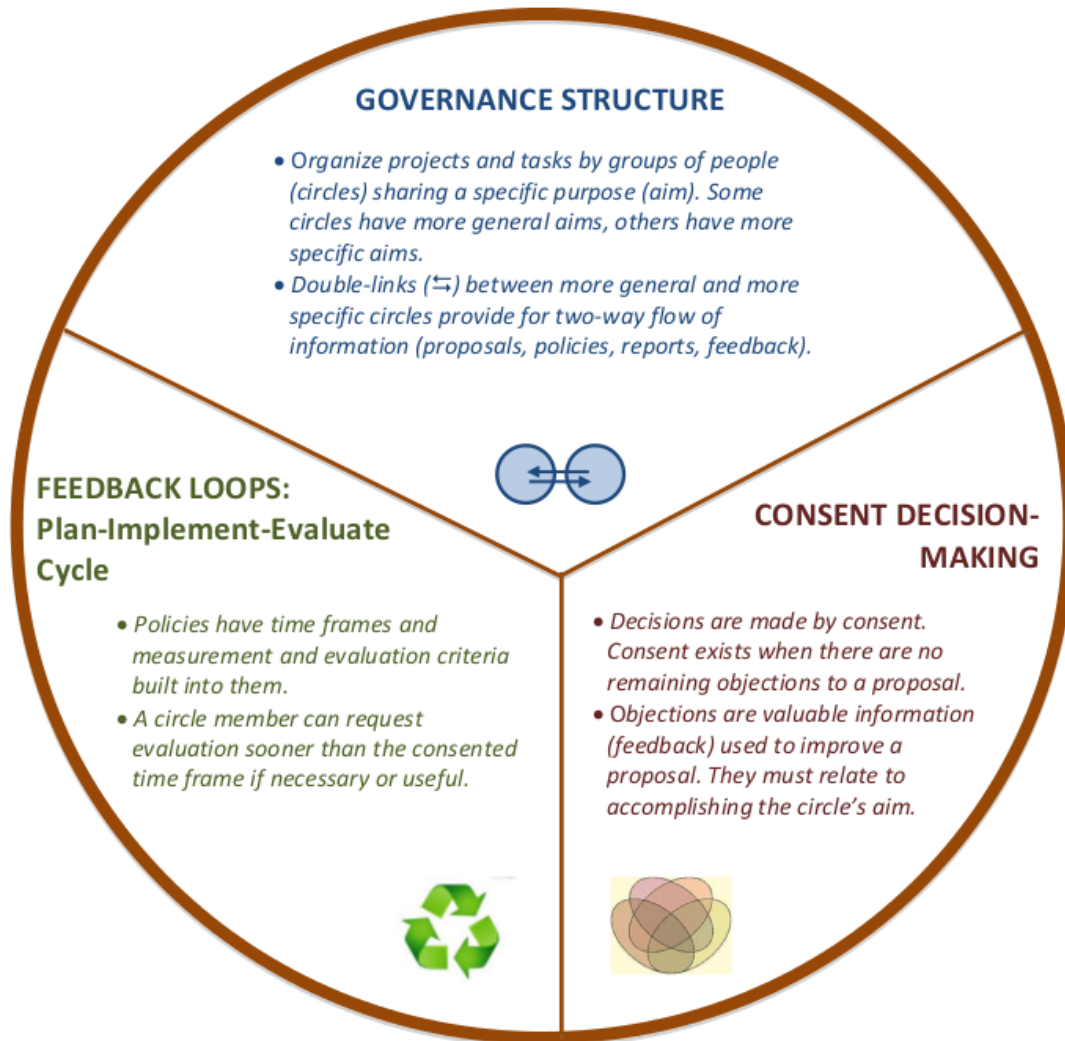 GOVERNANCE STRUCTURE
• Organize projects and tasks by groups of people
(circles) sharing a specific purpose (aim). Some
circles have more general aims, others have more
specific aims.
• Double-links (⇆) between more general and more
specific circles provide for two-way flow of
information (proposals, policies, reports, feedback).
FEEDBACK LOOPS:
Plan-Implement-Evaluate
Cycle
• Policies have time frames and
measurement and evaluation criteria
built into them.
• A circle member can request
evaluation sooner than the consented
time frame if necessary or useful.
CONSENT DECISION-
MAKING
• Decisions are made by consent.
Consent exists when there are no
remaining objections to a proposal.
• Objections are valuable information
(feedback) used to improve a
proposal. They must relate to
accomplishing the circle’s aim.